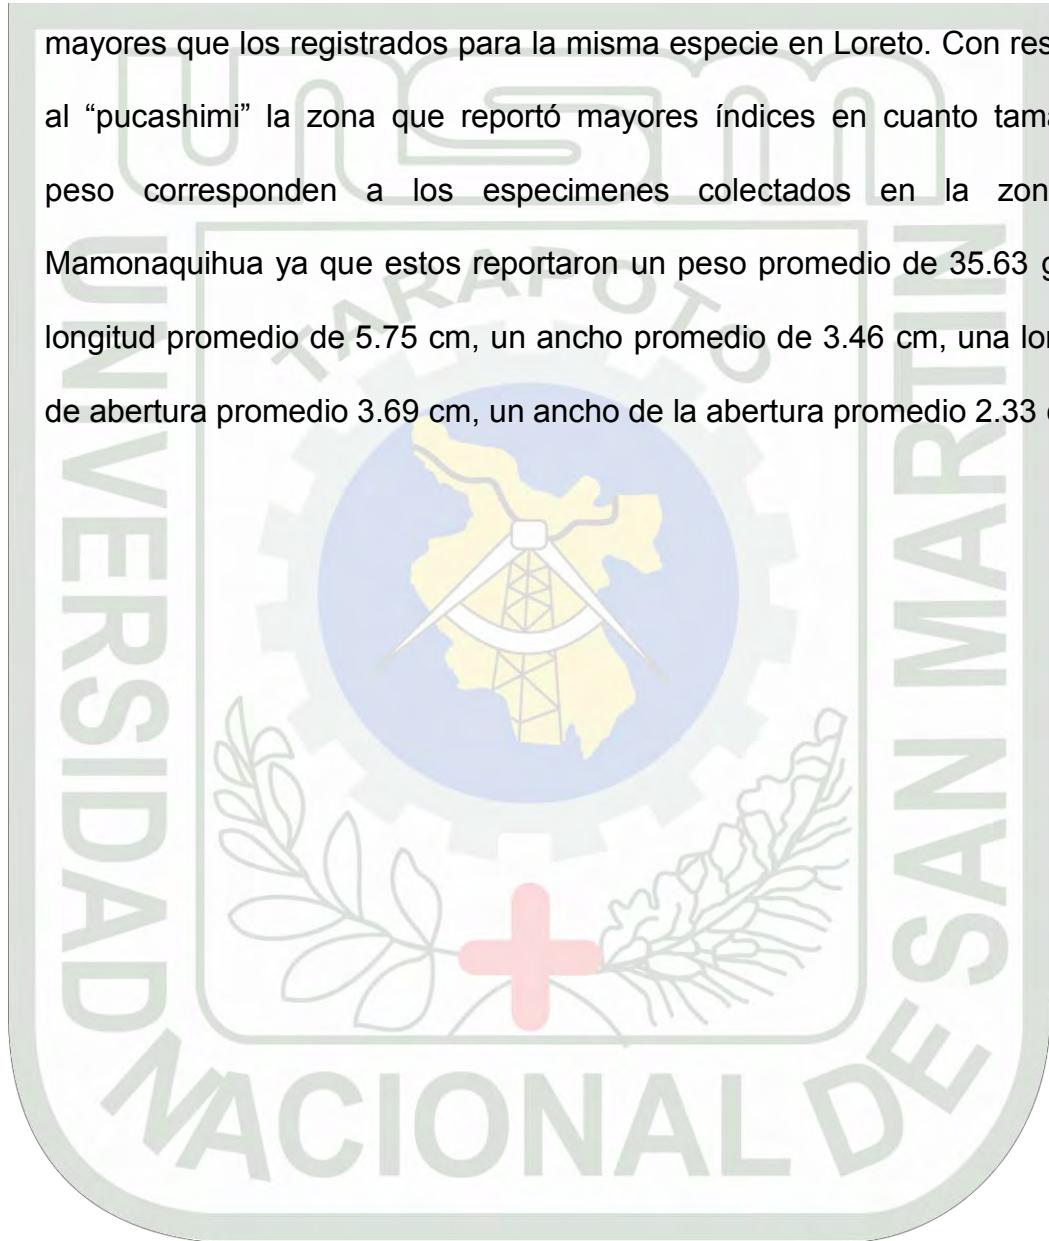 mayores que los registrados para la misma especie en Loreto. Con res
al “pucashimi” la zona que reportó mayores índices en cuanto tama
peso corresponden a los especimenes colectados en la zon
Mamonaquihua ya que estos reportaron un peso promedio de 35.63 g
longitud promedio de 5.75 cm, un ancho promedio de 3.46 cm, una lon
de abertura promedio 3.69 cm, un ancho de la abertura promedio 2.33
unsm
TARAPOTO
UNIVERSIDAD
NACIONAL DE
SAN MARTIN